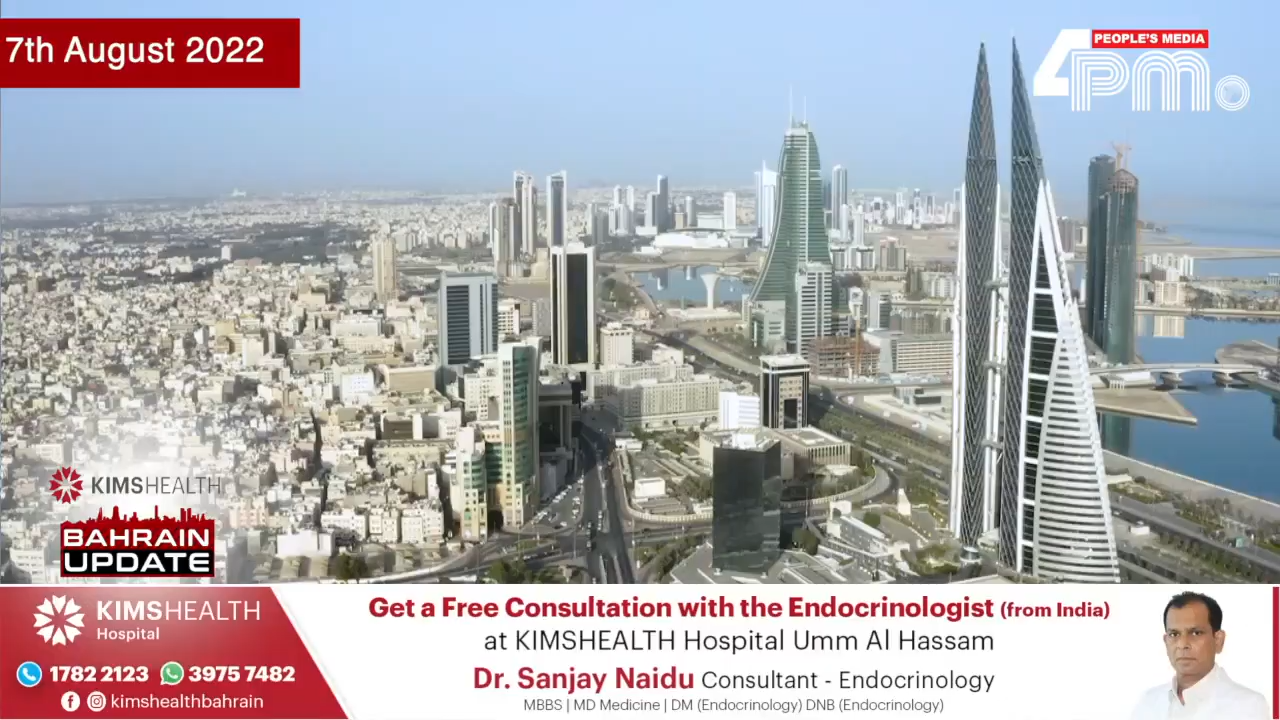 7th August 2022
PEOPLE'S MEDIA
4PM
KIMSHEALTH
BAHRAIN
UPDATE
KIMSHEALTH
Hospital
1782 2123 3975 7482
kimshealthbahrain
Get a Free Consultation with the Endocrinologist (from India)
at KIMSHEALTH Hospital Umm Al Hassam
Dr. Sanjay Naidu Consultant - Endocrinology
MBBS | MD Medicine | DM (Endocrinology) DNB (Endocrinology)